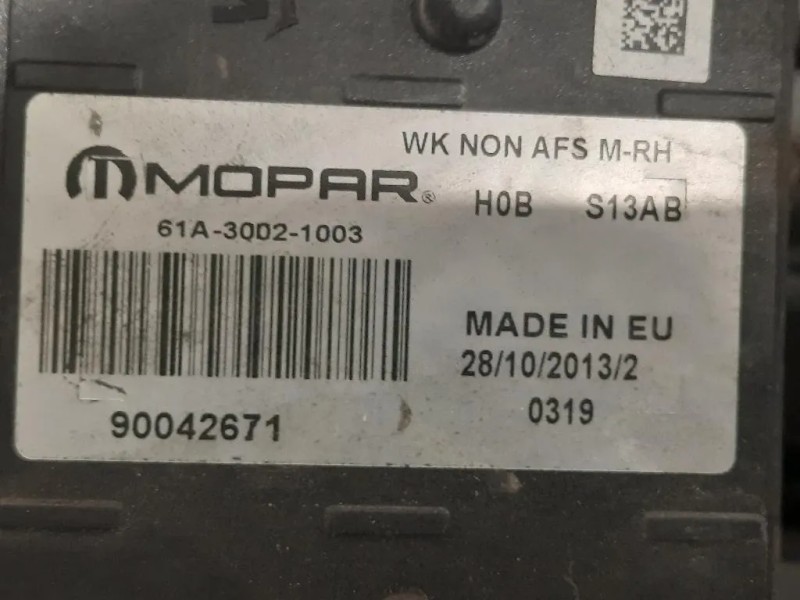 MOPAR®
WK NON AFS M-RH
H0B S13AB
61A-3002-1003
MADE IN EU
28/10/2013/2
0319
90042671